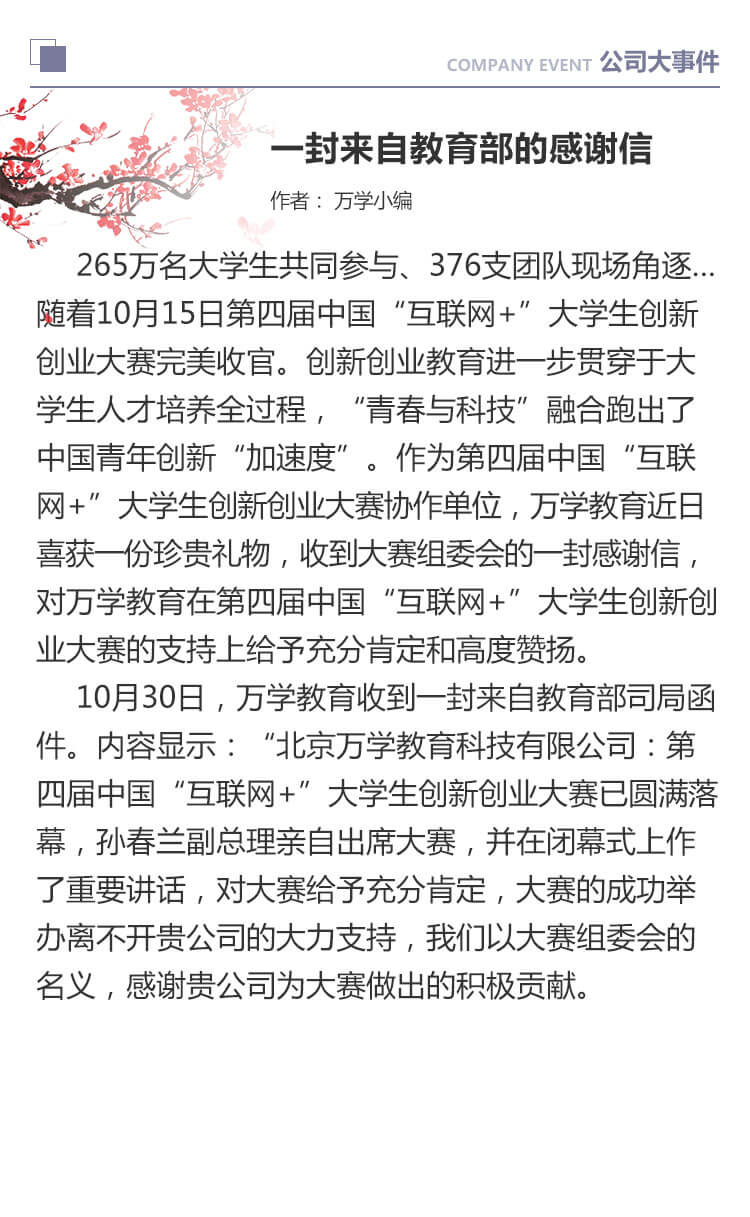 COMPANY EVENT 公司大事件
一封来自教育部的感谢信
作者： 万学小编
265万名大学生共同参与、376支团队现场角逐...
随着10月15日第四届中国“互联网+”大学生创新
创业大赛完美收官。创新创业教育进一步贯穿于大
学生人才培养全过程，“青春与科技”融合跑出了
中国青年创新“加速度”。作为第四届中国“互联
网+”大学生创新创业大赛协作单位，万学教育近日
喜获一份珍贵礼物，收到大赛组委会的一封感谢信，
对万学教育在第四届中国“互联网+”大学生创新创
业大赛的支持上给予充分肯定和高度赞扬。
10月30日，万学教育收到一封来自教育部司局函
件。内容显示：“北京万学教育科技有限公司：第
四届中国“互联网+”大学生创新创业大赛已圆满落
幕，孙春兰副总理亲自出席大赛，并在闭幕式上作
了重要讲话，对大赛给予充分肯定，大赛的成功举
办离不开贵公司的大力支持，我们以大赛组委会的
名义，感谢贵公司为大赛做出的积极贡献。